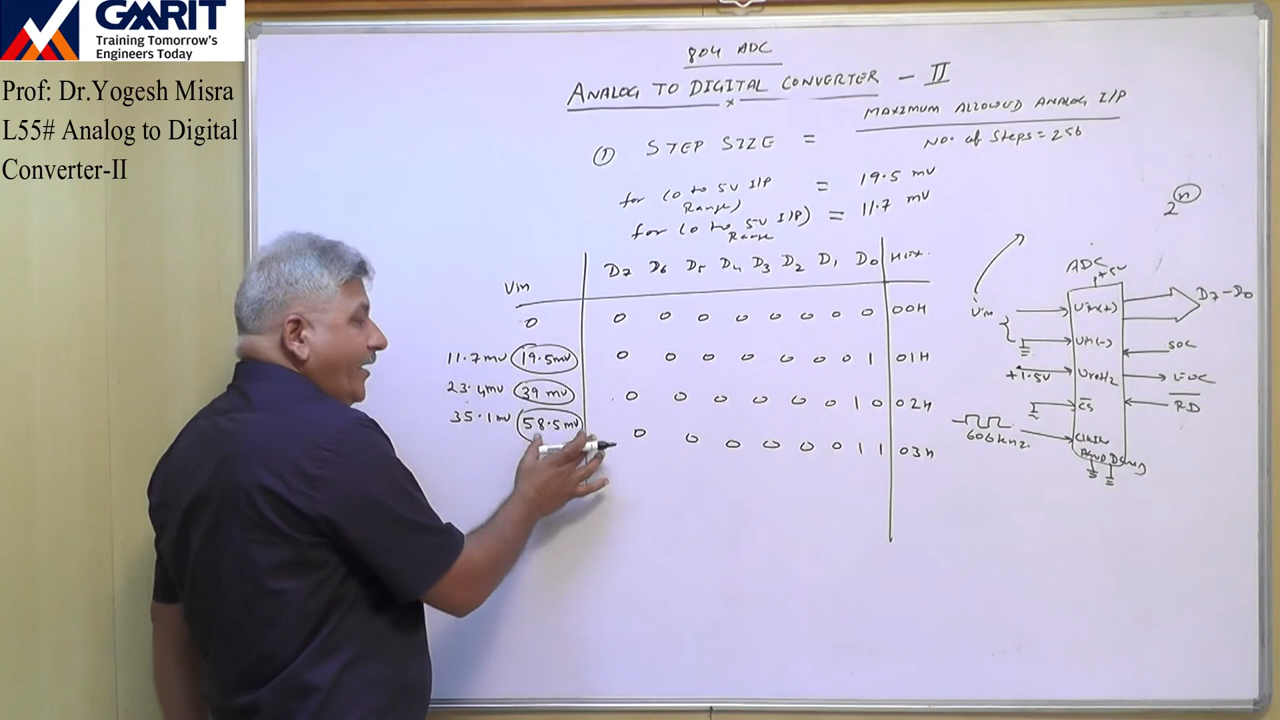 GMRIT
Training Tomorrow's
Engineers Today
Prof: Dr.Yogesh Misra
L55# Analog to Digital
Converter-II
804 ADC
ANALOG TO DIGITAL CONVERTER - II
① STEP SIZE = MAXIMUM ALLOWED ANALOG I/P
No. of Steps = 256
for (0 to 5V I/P Range) = 19.5 mV
for (0 to 5V I/P) Range = 11.7 mV
2^n
Vin D7 D6 D5 D4 D3 D2 D1 D0 HEX.
0 0 0 0 0 0 0 0 0 00H
11.7mV 19.5mV 0 0 0 0 0 0 0 1 01H
23.4mV 39 mV 0 0 0 0 0 0 1 0 02H
35.1mV 58.5mV 0 0 0 0 0 0 1 1 03H
ADC
+5V
Vin Vin(+) D7-D0
Vin(-) SOC
+1.5V Vref/2 EOC
CS RD
606kHz CLKIN
AGND DGND